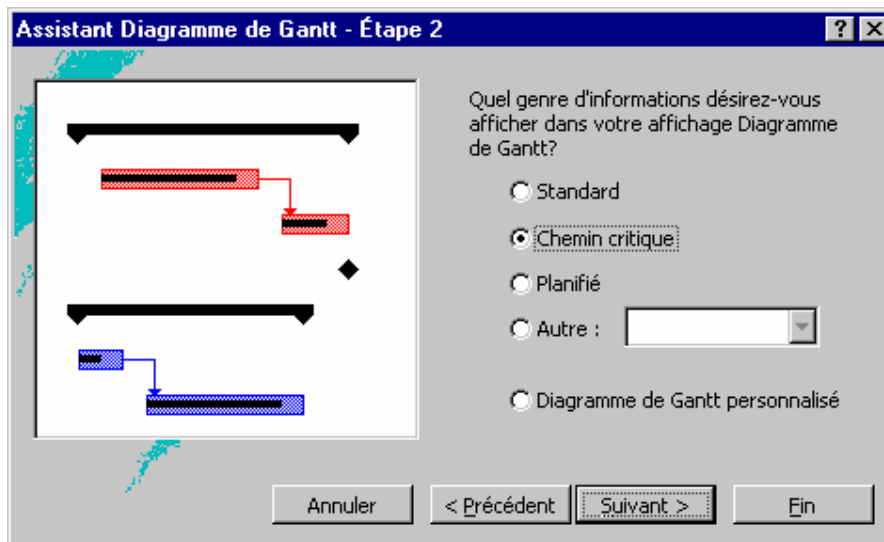 Assistant Diagramme de Gantt - Étape 2
Quel genre d'informations désirez-vous
afficher dans votre affichage Diagramme
de Gantt?
Standard
Chemin critique
Planifié
Autre :
Diagramme de Gantt personnalisé
Annuler
< Précédent
Suivant >
Fin